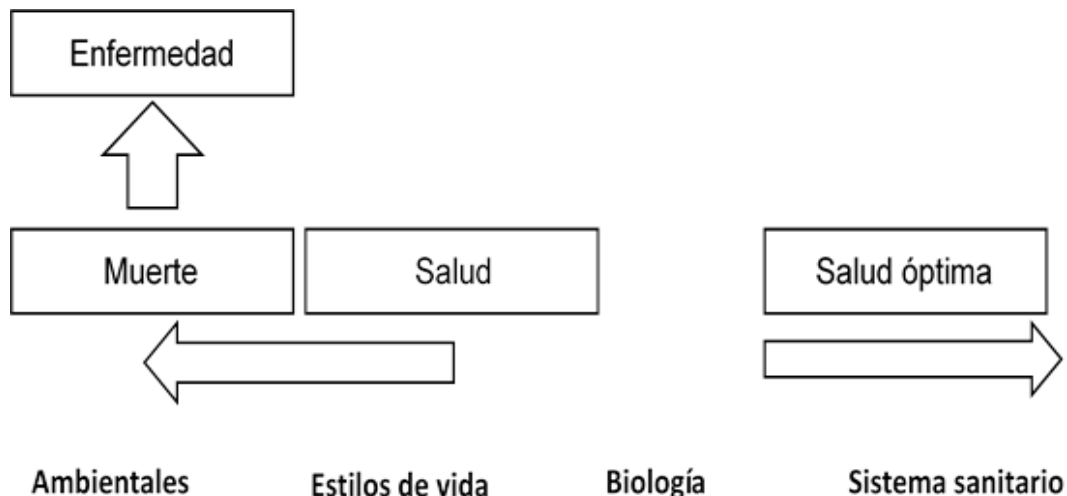 Enfermedad
Muerte
Salud
Salud óptima
Ambientales
Estilos de vida
Biología
Sistema sanitario